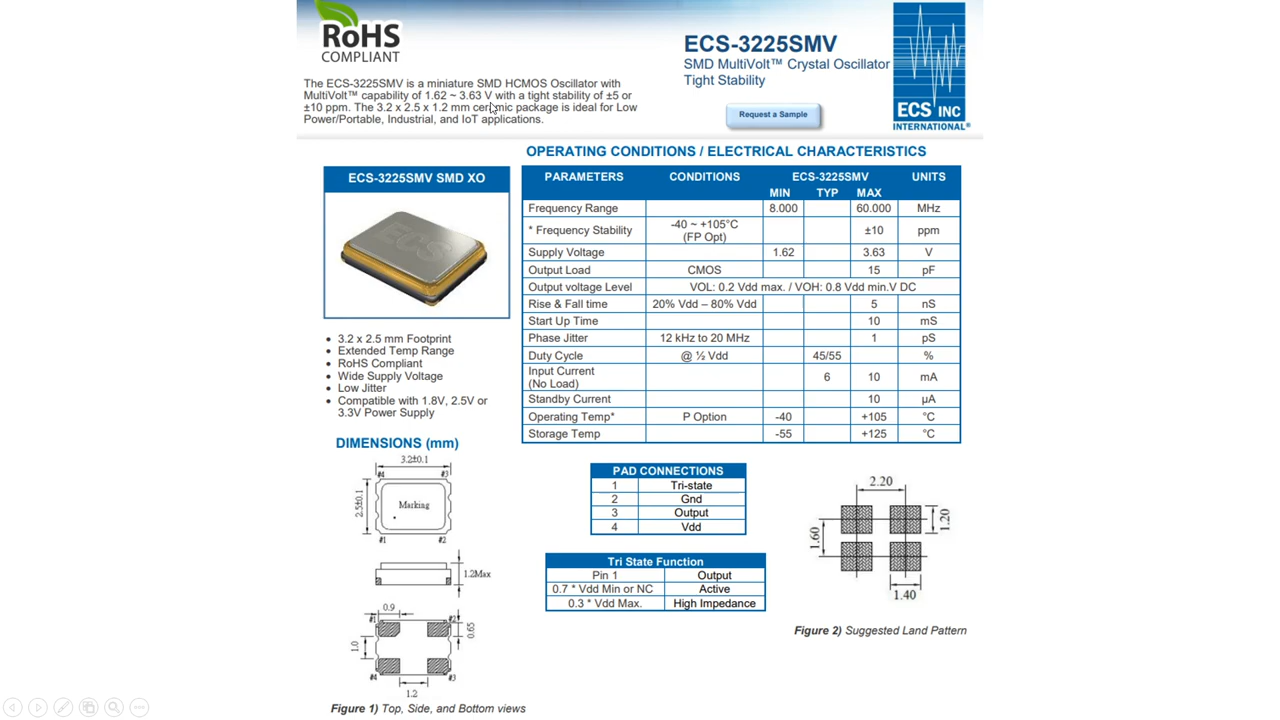 RoHS
COMPLIANT
The ECS-3225SMV is a miniature SMD HCMOS Oscillator with
MultiVolt™ capability of 1.62 ~ 3.63 V with a tight stability of ±5 or
±10 ppm. The 3.2 x 2.5 x 1.2 mm ceramic package is ideal for Low
Power/Portable, Industrial, and IoT applications.
ECS-3225SMV
SMD MultiVolt™ Crystal Oscillator
Tight Stability
Request a Sample
ECS INC
INTERNATIONAL®
ECS-3225SMV SMD XO
ECS
3.2 x 2.5 mm Footprint
Extended Temp Range
RoHS Compliant
Wide Supply Voltage
Low Jitter
Compatible with 1.8V, 2.5V or
3.3V Power Supply
OPERATING CONDITIONS / ELECTRICAL CHARACTERISTICS
PARAMETERS CONDITIONS ECS-3225SMV UNITS
MIN TYP MAX
Frequency Range 8.000 60.000 MHz
* Frequency Stability -40 ~ +105°C (FP Opt) ±10 ppm
Supply Voltage 1.62 3.63 V
Output Load CMOS 15 pF
Output voltage Level VOL: 0.2 Vdd max. / VOH: 0.8 Vdd min.V DC
Rise & Fall time 20% Vdd – 80% Vdd 5 nS
Start Up Time 10 mS
Phase Jitter 12 kHz to 20 MHz 1 pS
Duty Cycle @ ½ Vdd 45/55 %
Input Current (No Load) 6 10 mA
Standby Current 10 µA
Operating Temp* P Option -40 +105 °C
Storage Temp -55 +125 °C
DIMENSIONS (mm)
3.2±0.1
#4 #3
2.5±0.1
Marking
#1 #2
1.2Max
0.9
#1 #2
0.65
1.0
#4 #3
1.2
Figure 1) Top, Side, and Bottom views
PAD CONNECTIONS
1 Tri-state
2 Gnd
3 Output
4 Vdd
Tri State Function
Pin 1 Output
0.7 * Vdd Min or NC Active
0.3 * Vdd Max. High Impedance
2.20
1.20
1.60
1.40
Figure 2) Suggested Land Pattern